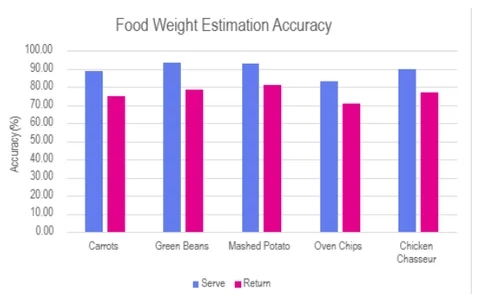 Food Weight Estimation Accuracy
100.00
90.00
80.00
70.00
60.00
50.00
40.00
30.00
20.00
10.00
0.00
Accuracy(%)
Carrots
Green Beans
Mashed Potato
Oven Chips
Chicken
Chasseur
Serve
Return